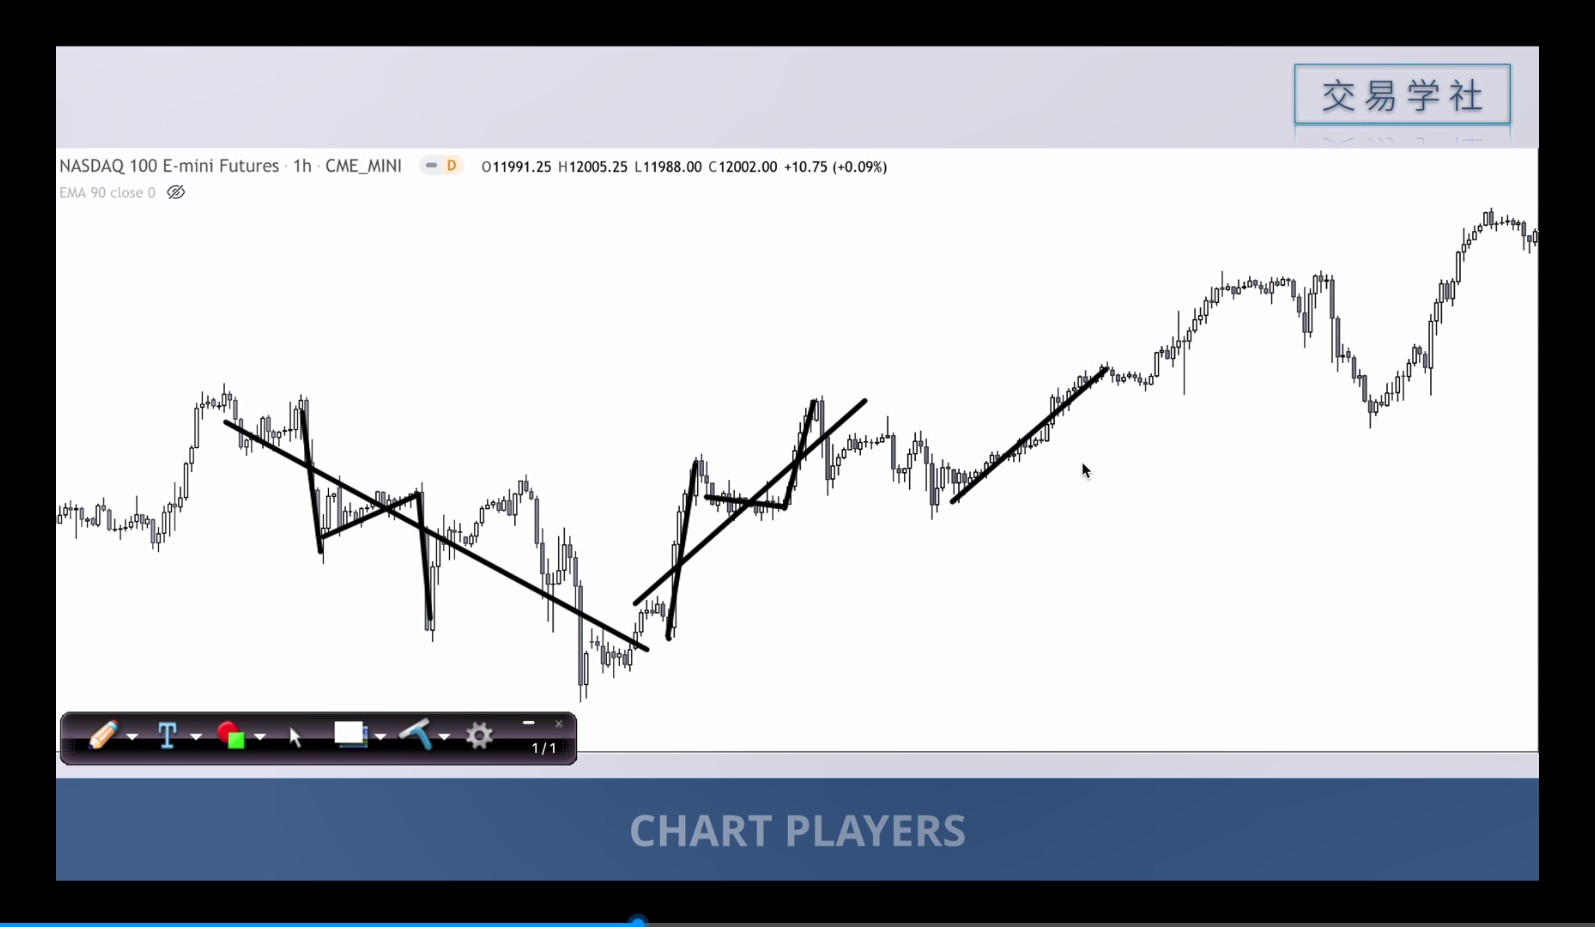 交易学社
NASDAQ 100 E-mini Futures · 1h · CME_MINI D O11991.25 H12005.25 L11988.00 C12002.00 +10.75 (+0.09%)
EMA 90 close 0
T
1/1
CHART PLAYERS